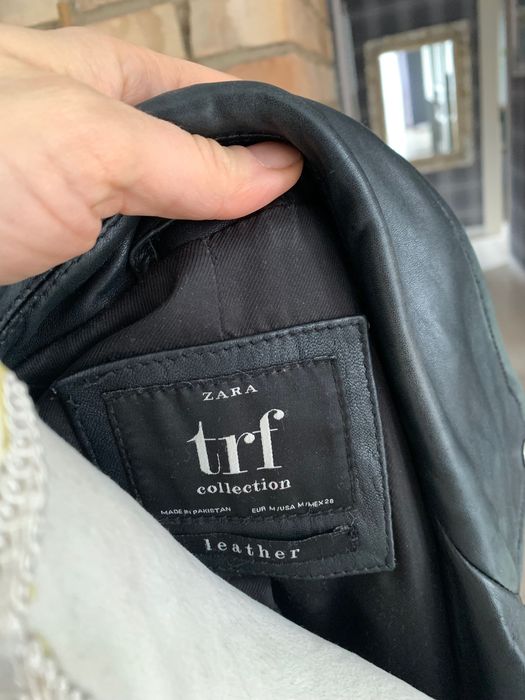 ZARA
trf
collection
MADE IN PAKISTAN EUR M/USA M/MEX 28
leather